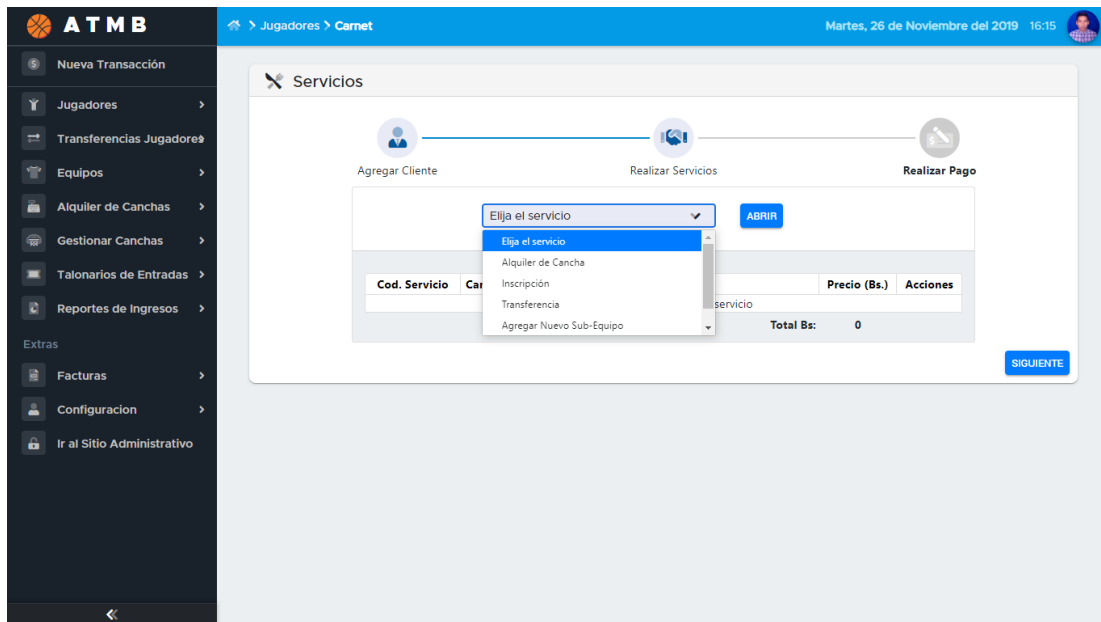 ATMB
Jugadores > Carnet
Martes, 26 de Noviembre del 2019 16:15
Nueva Transacción
Jugadores
Transferencias Jugadores
Equipos
Alquiler de Canchas
Gestionar Canchas
Talonarios de Entradas
Reportes de Ingresos
Extras
Facturas
Configuracion
Ir al Sitio Administrativo
Servicios
Agregar Cliente
Realizar Servicios
Realizar Pago
Elija el servicio
ABRIR
Elija el servicio
Alquiler de Cancha
Inscripción
Transferencia
Agregar Nuevo Sub-Equipo
Cod. Servicio Precio (Bs.) Acciones
servicio
Total Bs: 0
SIGUIENTE